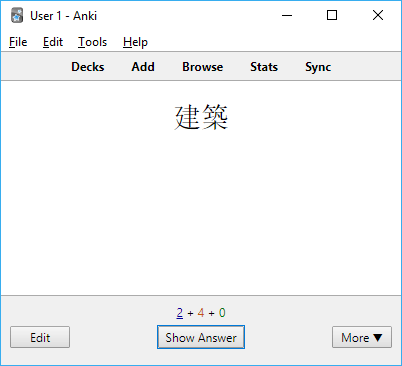 User 1 - Anki
File Edit Tools Help
Decks Add Browse Stats Sync
建築
2 + 4 + 0
Edit Show Answer More ▼